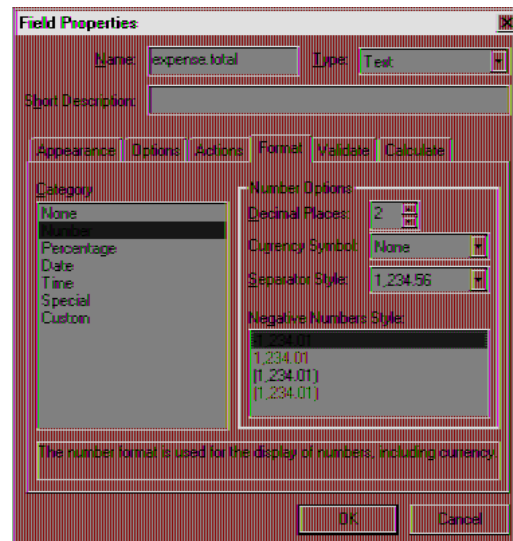 Field Properties
Name: expense.total Type: Text
Short Description:
Appearance Options Actions Format Validate Calculate
Category Number Options
None Decimal Places: 2
Number
Percentage Currency Symbol: None
Date
Time Separator Style: 1,234.56
Special
Custom Negative Numbers Style:
-1,234.01
1,234.01
(1,234.01)
(1,234.01)
The number format is used for the display of numbers, including currency.
OK Cancel